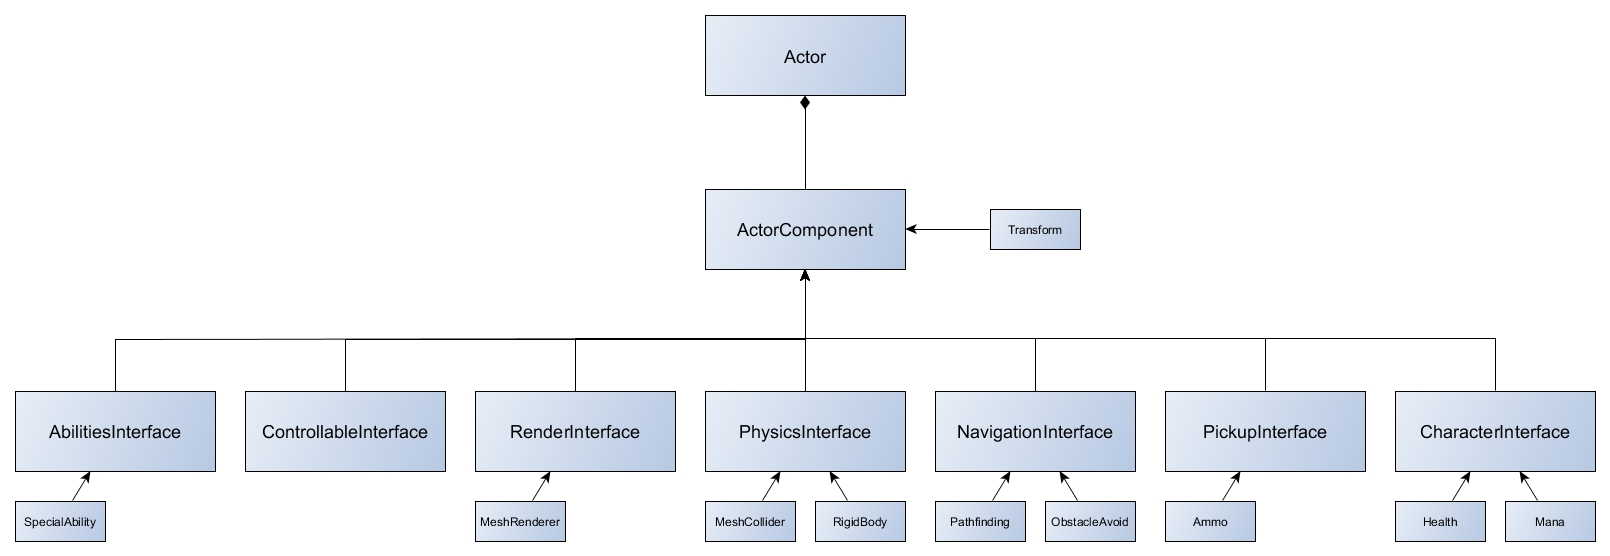 Actor
ActorComponent
Transform
AbilitiesInterface
ControllableInterface
RenderInterface
PhysicsInterface
NavigationInterface
PickupInterface
CharacterInterface
SpecialAbility
MeshRenderer
MeshCollider
RigidBody
Pathfinding
ObstacleAvoid
Ammo
Health
Mana